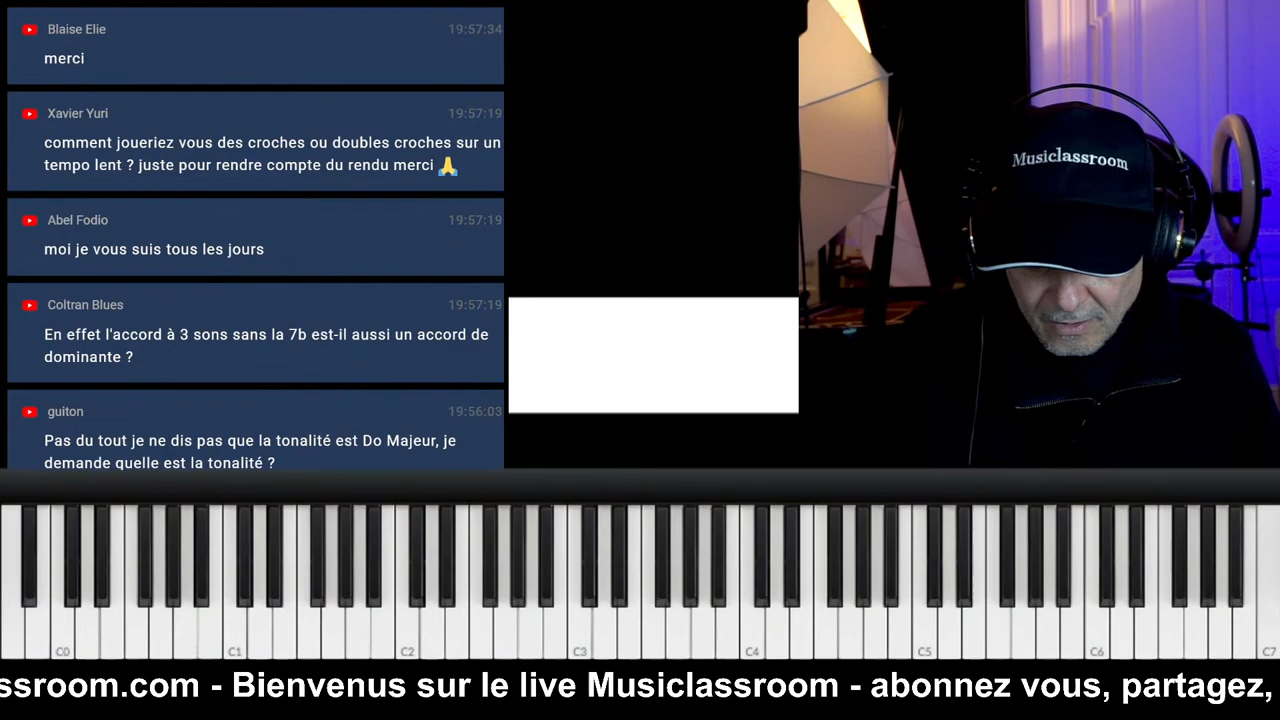 Blaise Elie 19:57:34
merci
Xavier Yuri 19:57:19
comment joueriez vous des croches ou doubles croches sur un
tempo lent ? juste pour rendre compte du rendu merci 🙏
Abel Fodio 19:57:19
moi je vous suis tous les jours
Coltran Blues 19:57:19
En effet l'accord à 3 sons sans la 7b est-il aussi un accord de
dominante ?
guiton 19:56:03
Pas du tout je ne dis pas que la tonalité est Do Majeur, je
demande quelle est la tonalité ?
Musiclassroom
C0 C1 C2 C3 C4 C5 C6 C7
ssroom.com - Bienvenus sur le live Musiclassroom - abonnez vous, partagez,